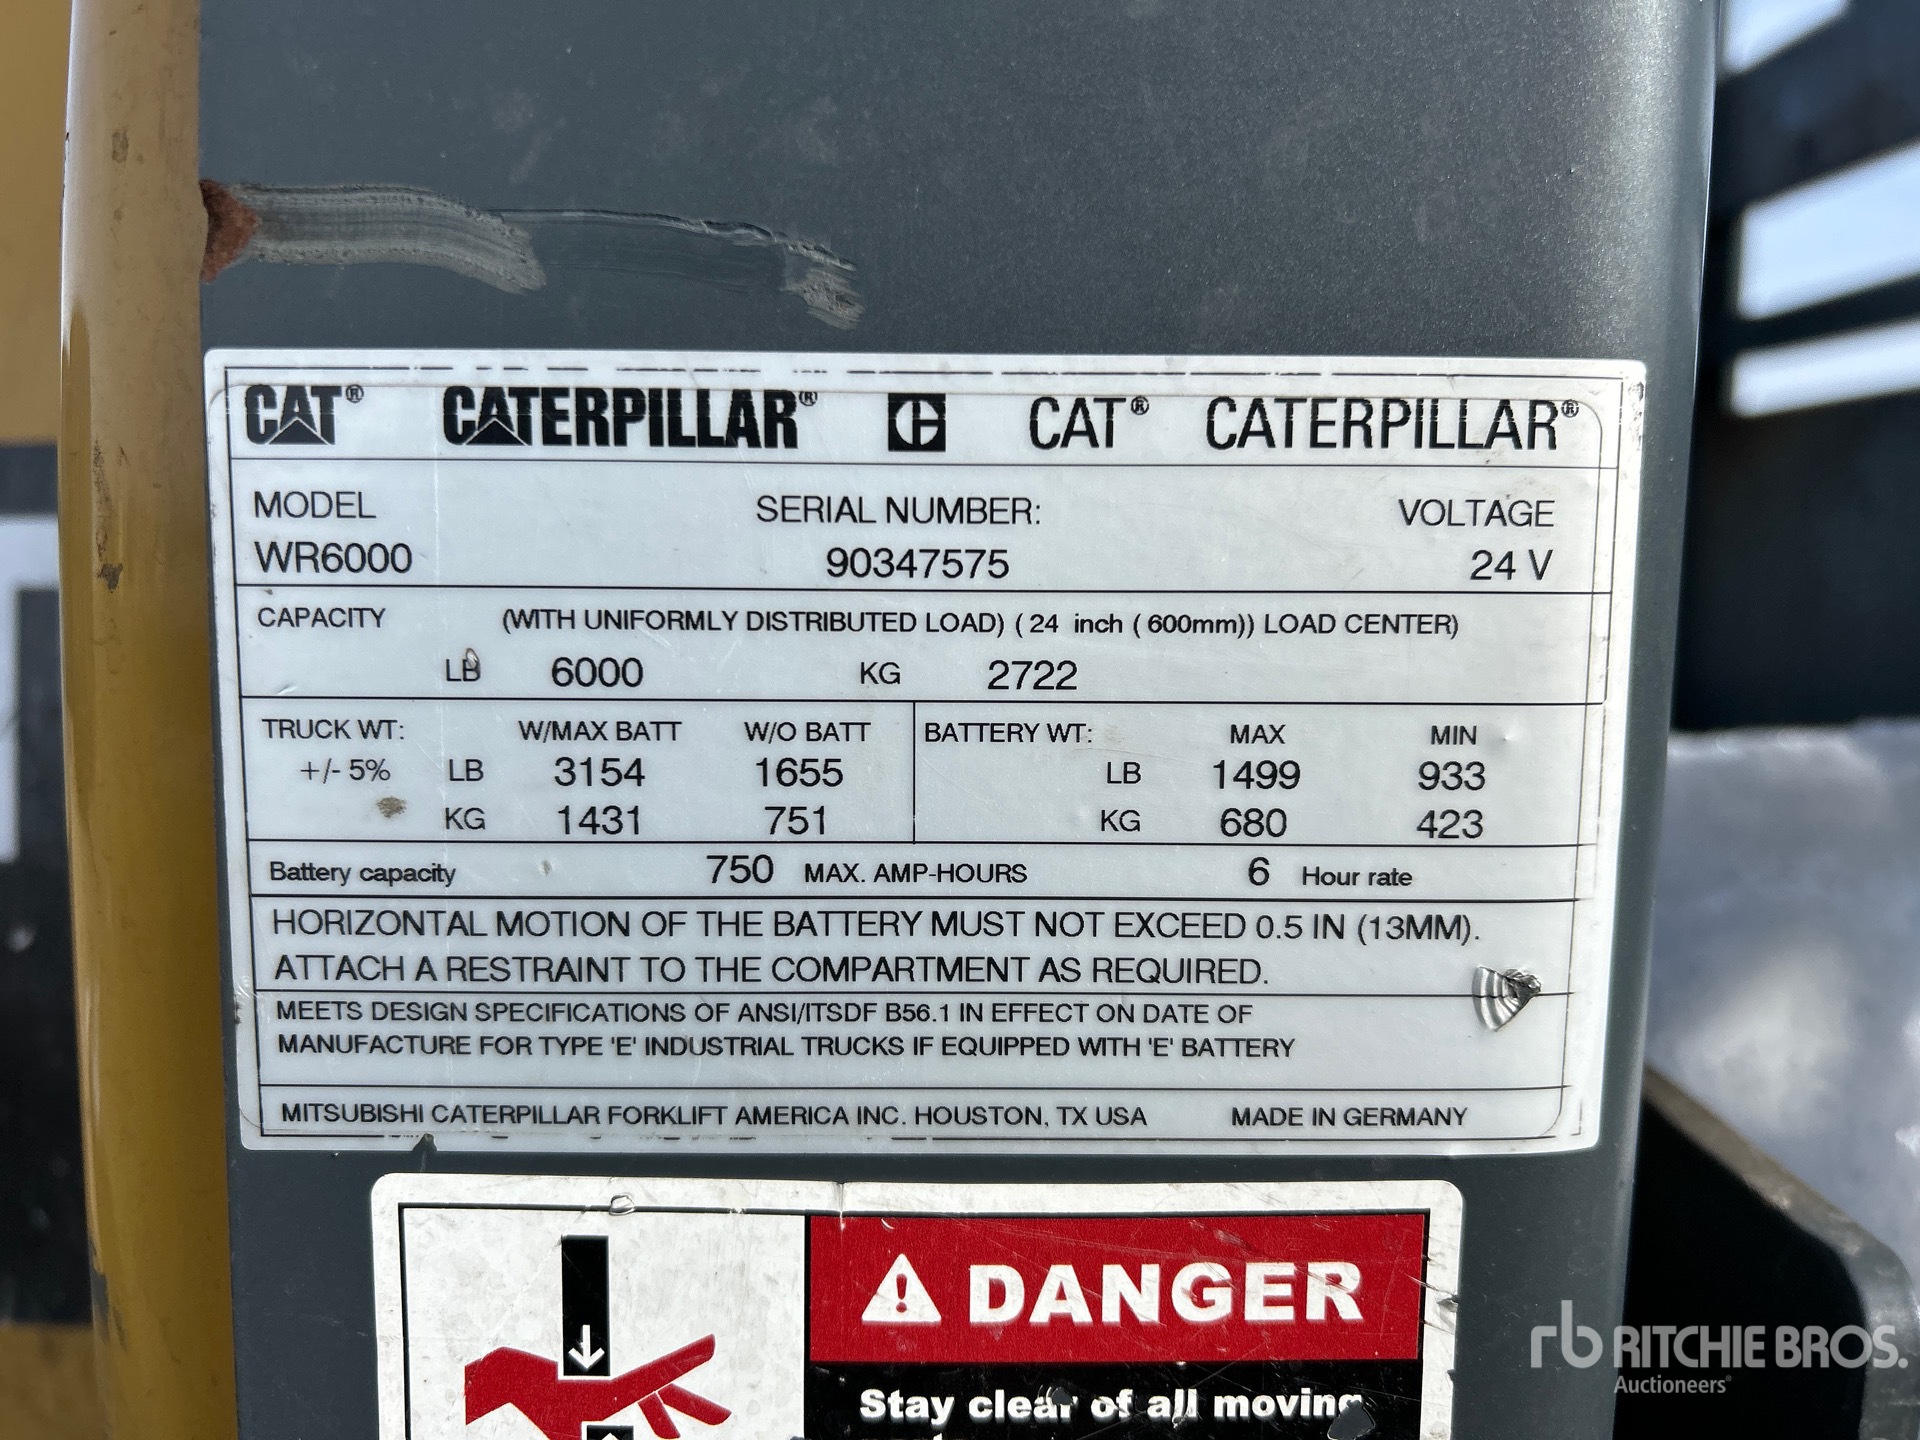 CAT® CATERPILLAR® C CAT® CATERPILLAR®
MODEL SERIAL NUMBER: VOLTAGE
WR6000 90347575 24 V
CAPACITY (WITH UNIFORMLY DISTRIBUTED LOAD) ( 24 inch ( 600mm)) LOAD CENTER)
LB 6000 KG 2722
TRUCK WT: W/MAX BATT W/O BATT BATTERY WT: MAX MIN
+/- 5% LB 3154 1655 LB 1499 933
KG 1431 751 KG 680 423
Battery capacity 750 MAX. AMP-HOURS 6 Hour rate
HORIZONTAL MOTION OF THE BATTERY MUST NOT EXCEED 0.5 IN (13MM).
ATTACH A RESTRAINT TO THE COMPARTMENT AS REQUIRED.
MEETS DESIGN SPECIFICATIONS OF ANSI/ITSDF B56.1 IN EFFECT ON DATE OF
MANUFACTURE FOR TYPE 'E' INDUSTRIAL TRUCKS IF EQUIPPED WITH 'E' BATTERY
MITSUBISHI CATERPILLAR FORKLIFT AMERICA INC. HOUSTON, TX USA MADE IN GERMANY
DANGER
Stay clear of all moving
rb RITCHIE BROS.
Auctioneers®